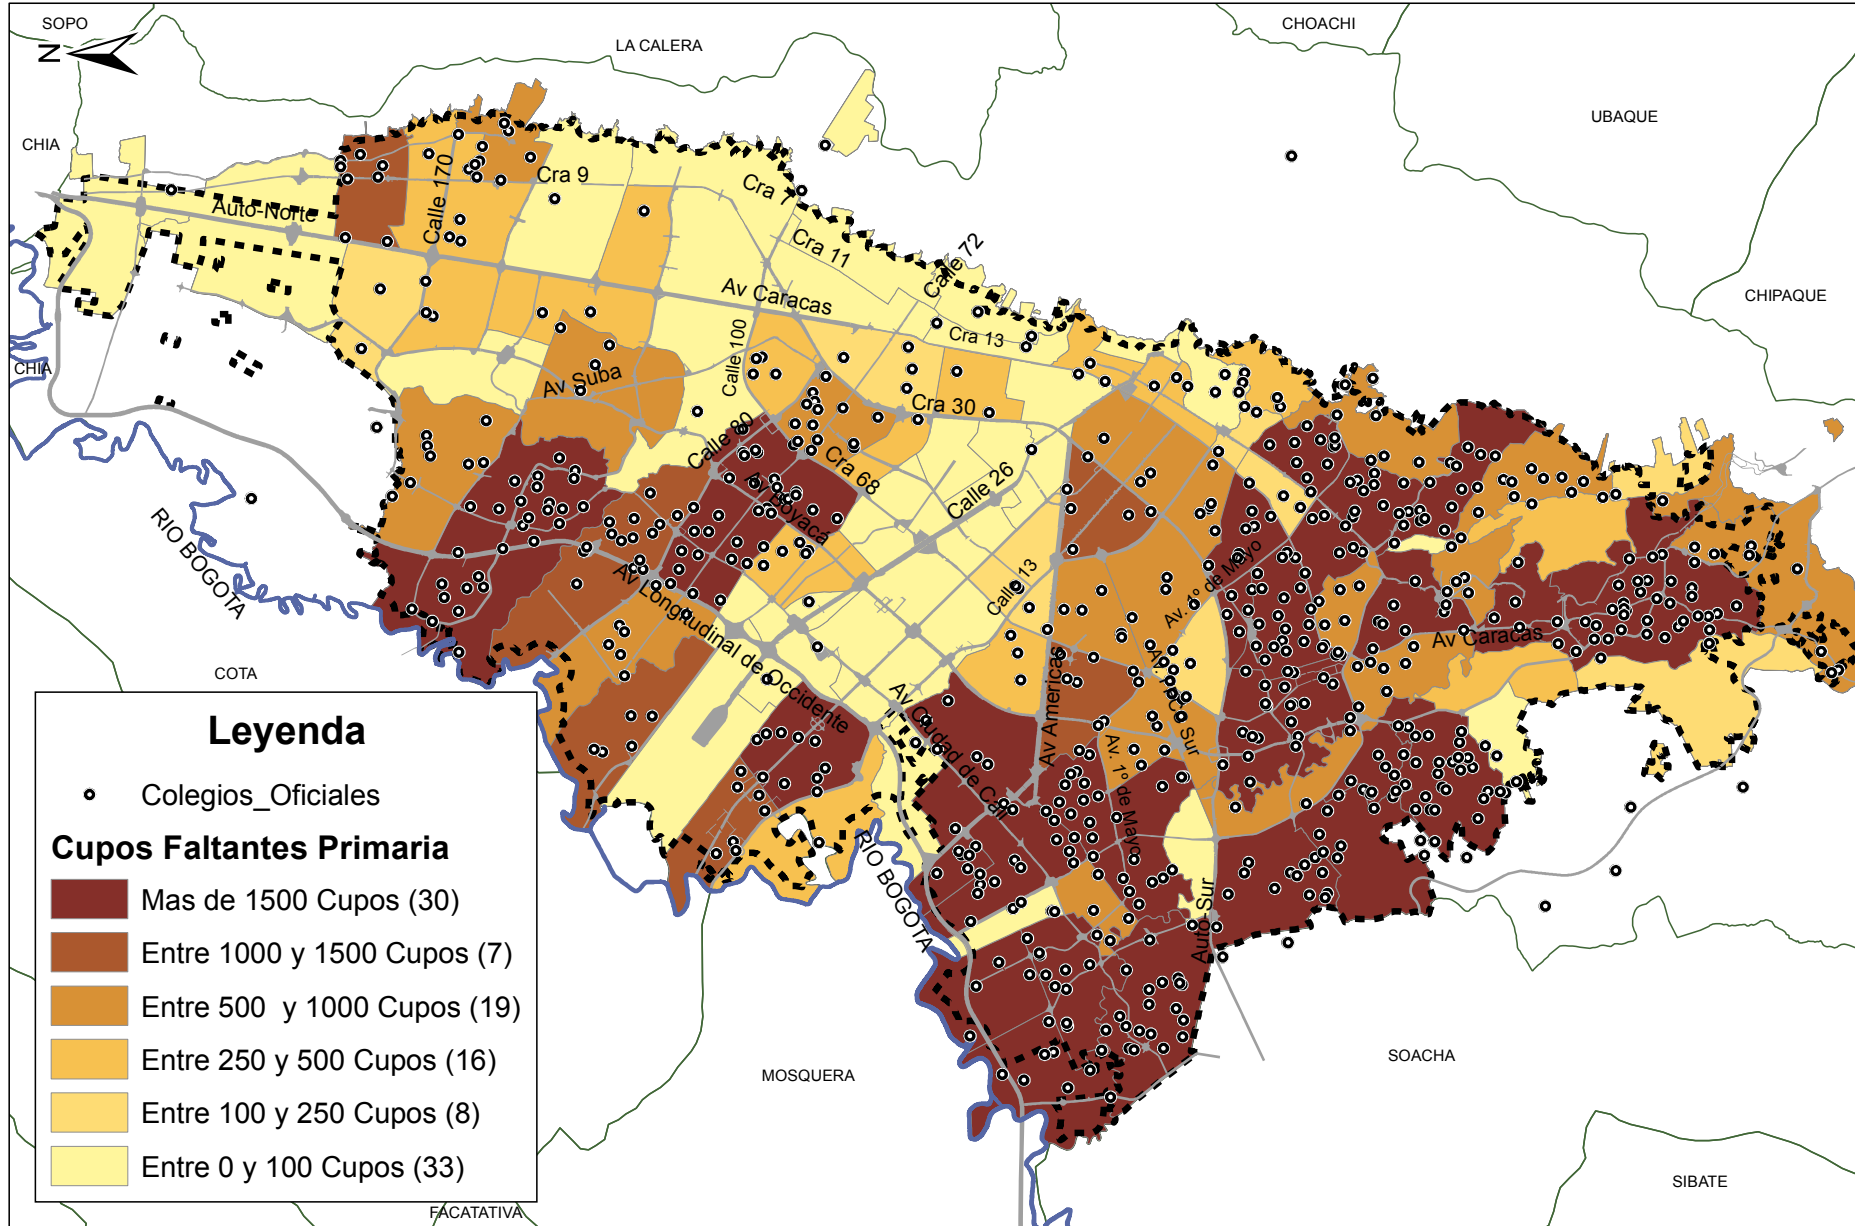 SOPO
CHOACHI
LA CALERA
N
UBAQUE
CHIA
Calle 170
Cra 9
Cra 7
Auto-Norte
Cra 11
Calle 72
CHIPAQUE
Av Caracas
Cra 13
Calle 100
CHIA
Av Suba
Cra 30
Calle 80
Cra 68
Calle 26
Av Boyacá
RIO BOGOTA
Av Longitudinal de Occidente
Calle 13
Av. 1º de Mayo
Av Caracas
COTA
Av Americas
Av Ciudad de Cali
Av. 1º de Mayo
RIO BOGOTA
Auto Sur
MOSQUERA
SOACHA
SIBATE
FACATATIVA
Leyenda
Colegios_Oficiales
Cupos Faltantes Primaria
Mas de 1500 Cupos (30)
Entre 1000 y 1500 Cupos (7)
Entre 500 y 1000 Cupos (19)
Entre 250 y 500 Cupos (16)
Entre 100 y 250 Cupos (8)
Entre 0 y 100 Cupos (33)